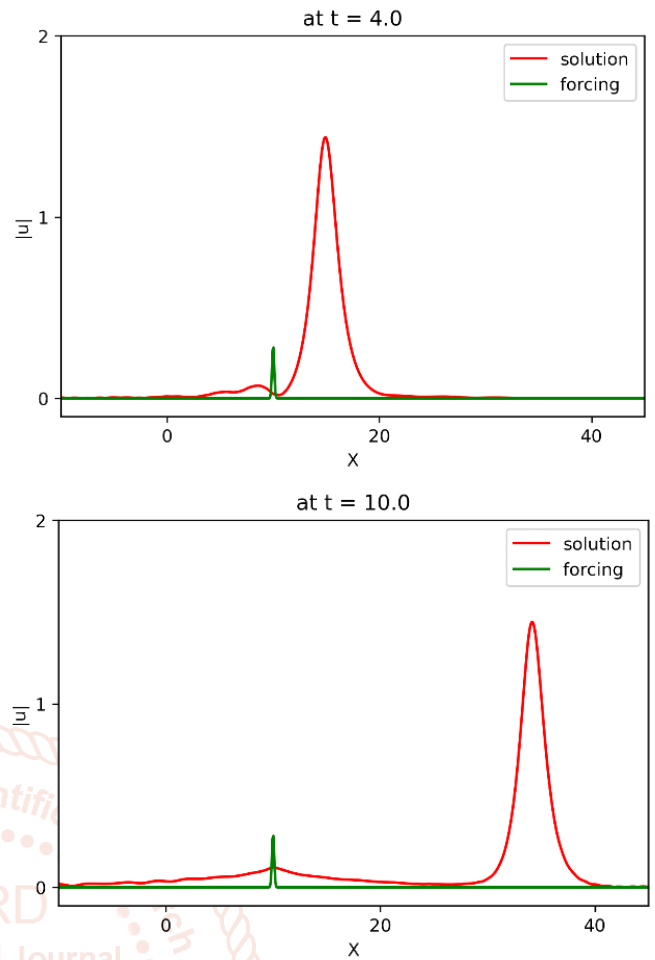 at t = 4.0
2
solution
forcing
1
|u|
0
0 20 40
X
at t = 10.0
2
solution
forcing
1
|u|
0
0 20 40
X